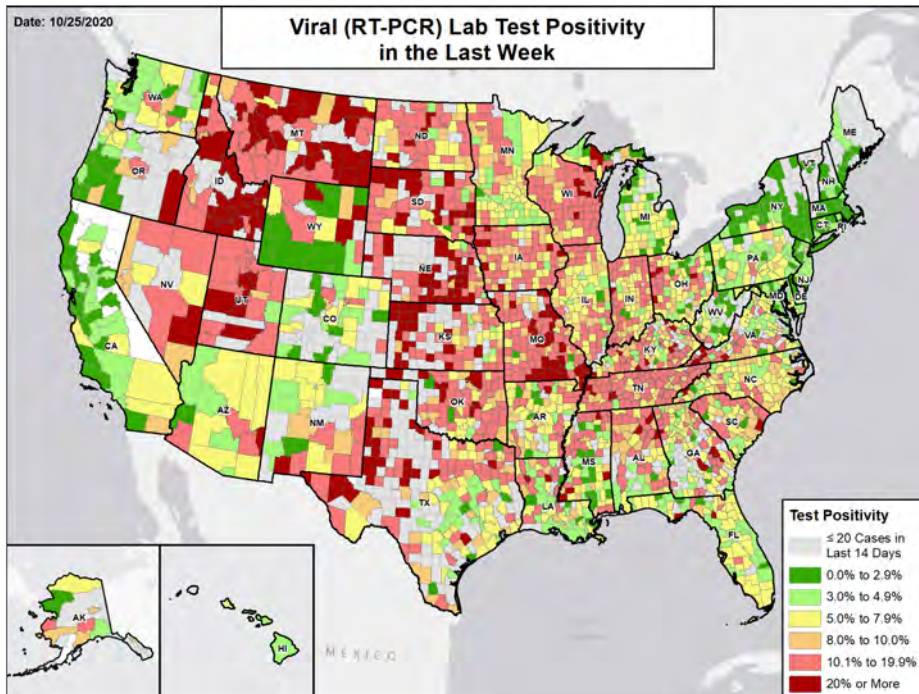 Date: 10/25/2020
Viral (RT-PCR) Lab Test Positivity
in the Last Week
WA
MT
ND
MN
ME
OR
ID
SD
WI
MI
VT
NH
NY
MA
CT
RI
WY
IA
PA
NJ
NE
NV
UT
CO
IL
IN
OH
MD
DE
WV
VA
CA
KS
MO
KY
NC
TN
AZ
NM
OK
AR
SC
MS
AL
GA
TX
LA
FL
AK
HI
MÉXICO
Test Positivity
≤ 20 Cases in
Last 14 Days
0.0% to 2.9%
3.0% to 4.9%
5.0% to 7.9%
8.0% to 10.0%
10.1% to 19.9%
20% or More